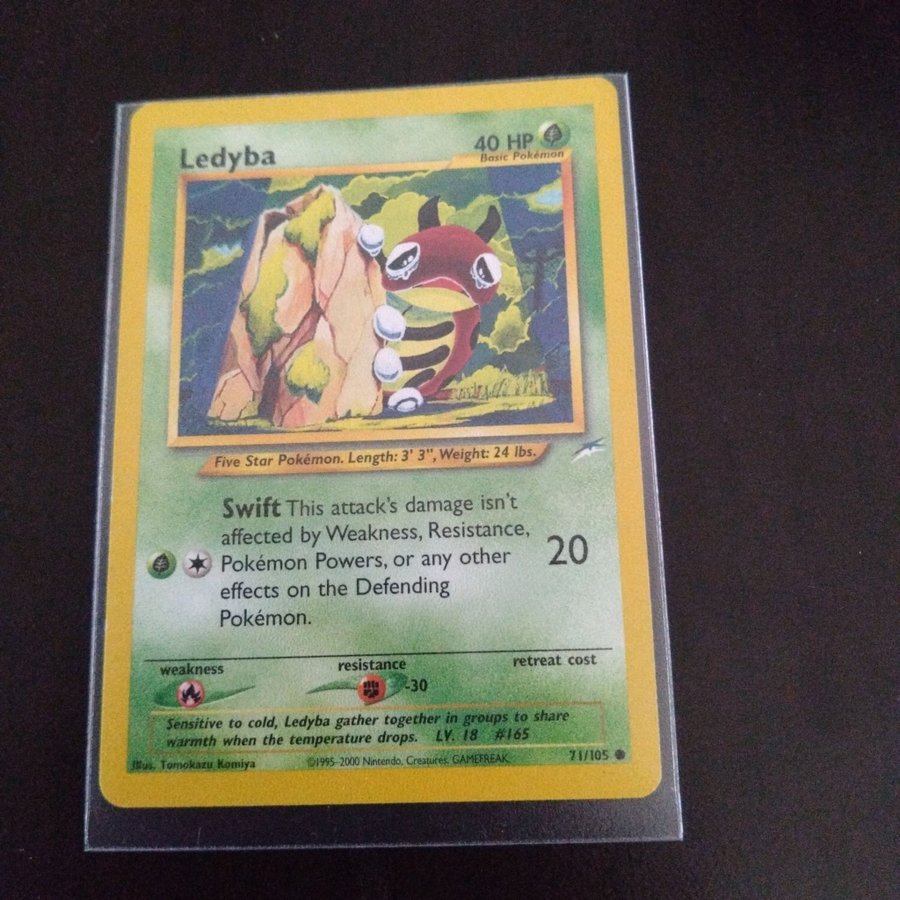 Ledyba
40 HP
Basic Pokémon
Five Star Pokémon. Length: 3' 3", Weight: 24 lbs.
Swift This attack's damage isn't
affected by Weakness, Resistance,
Pokémon Powers, or any other
effects on the Defending
Pokémon.
20
weakness
resistance
retreat cost
-30
Sensitive to cold, Ledyba gather together in groups to share
warmth when the temperature drops. LV. 18 #165
Illus. Tomokazu Komiya
©1995-2000 Nintendo, Creatures, GAMEFREAK.
71/105